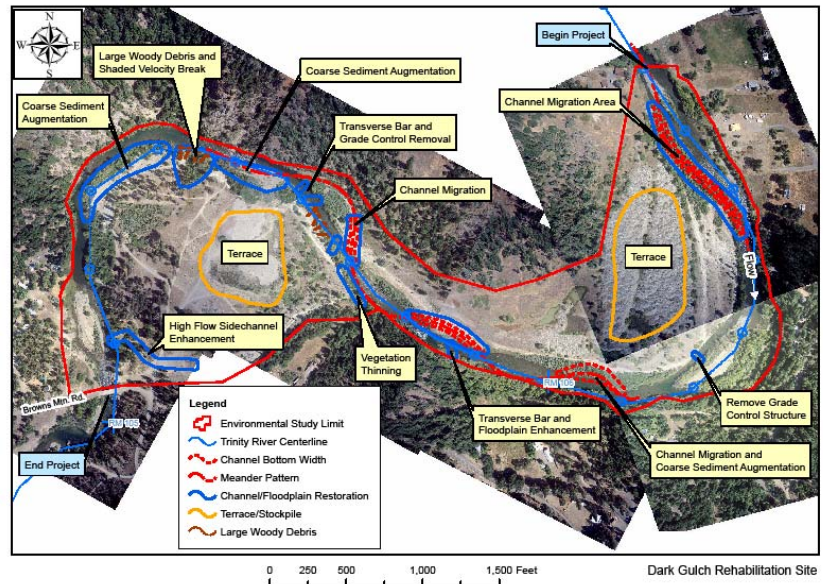 N
W E
S
Large Woody Debris and
Shaded Velocity Break
Coarse Sediment Augmentation
Begin Project
Coarse Sediment
Augmentation
Channel Migration Area
Transverse Bar and
Grade Control Removal
Channel Migration
Terrace
Terrace
Flow
High Flow Sidechannel
Enhancement
Vegetation
Thinning
RM 106
Remove Grade
Control Structure
Browns Mtn. Rd.
RM 105
Transverse Bar and
Floodplain Enhancement
Channel Migration and
Coarse Sediment Augmentation
End Project
Legend
Environmental Study Limit
Trinity River Centerline
Channel Bottom Width
Meander Pattern
Channel/Floodplain Restoration
Terrace/Stockpile
Large Woody Debris
0 250 500 1,000 1,500 Feet
Dark Gulch Rehabilitation Site